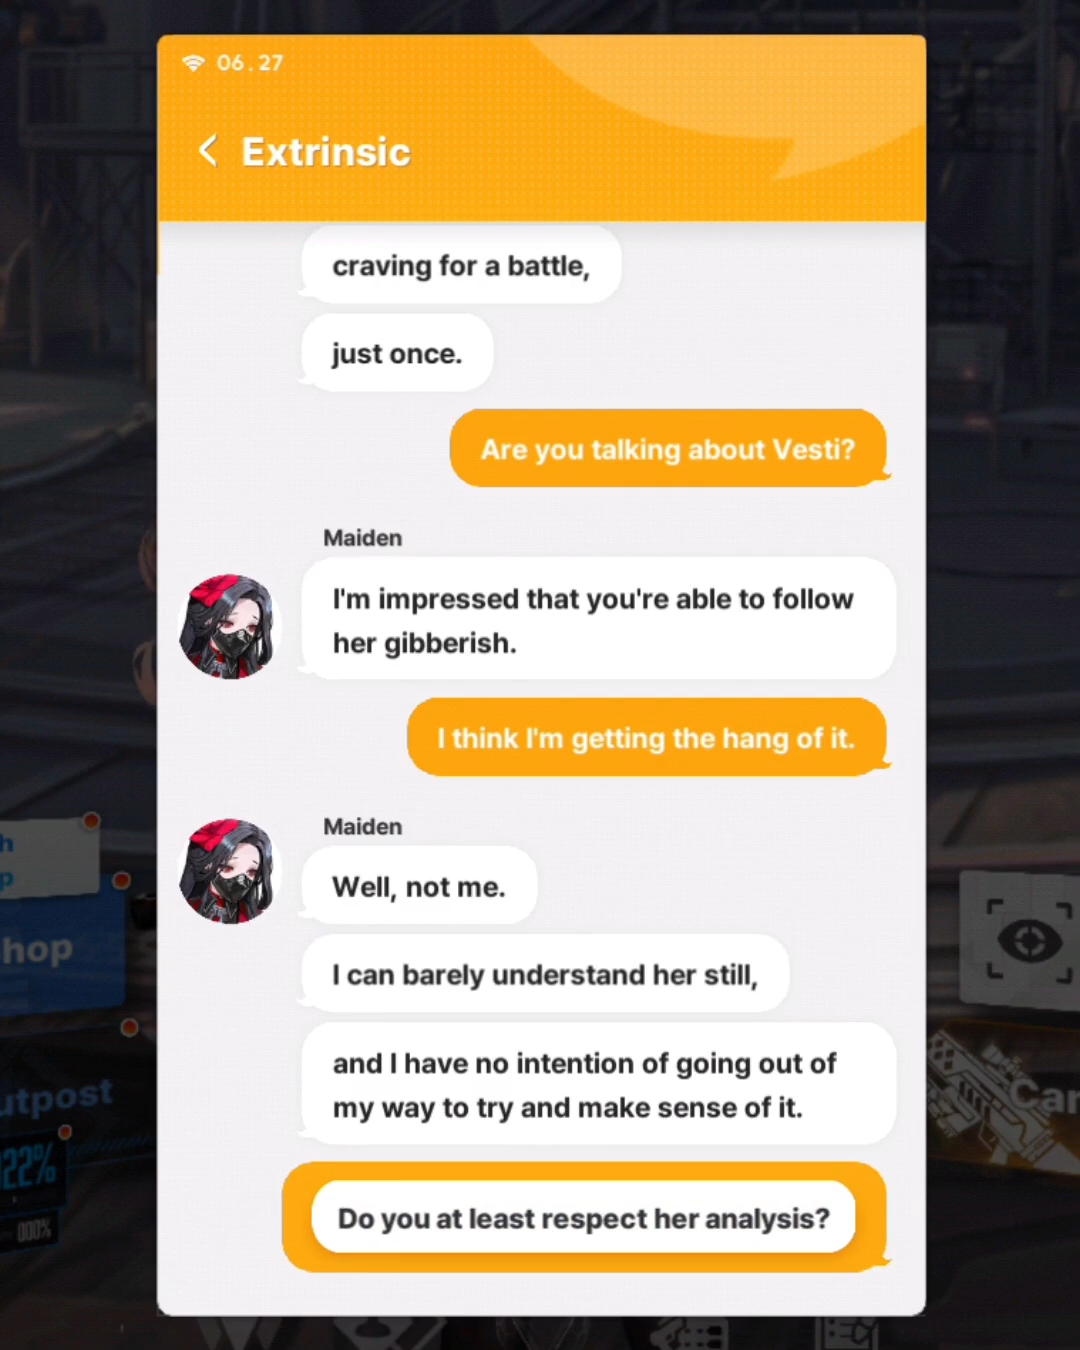 06.27
Extrinsic
craving for a battle,
just once.
Are you talking about Vesti?
Maiden
I'm impressed that you're able to follow
her gibberish.
I think I'm getting the hang of it.
Maiden
Well, not me.
I can barely understand her still,
and I have no intention of going out of
my way to try and make sense of it.
Do you at least respect her analysis?
h
p
hop
utpost
22%
000%
Car